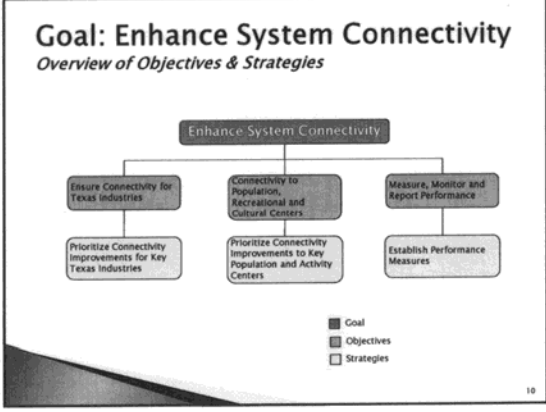 Goal: Enhance System Connectivity
Overview of Objectives & Strategies
Enhance System Connectivity
Ensure Connectivity for
Texas Industries
Connectivity to
Population,
Recreational and
Cultural Centers
Measure, Monitor and
Report Performance
Prioritize Connectivity
Improvements for Key
Texas Industries
Prioritize Connectivity
Improvements to Key
Population and Activity
Centers
Establish Performance
Measures
Goal
Objectives
Strategies
10